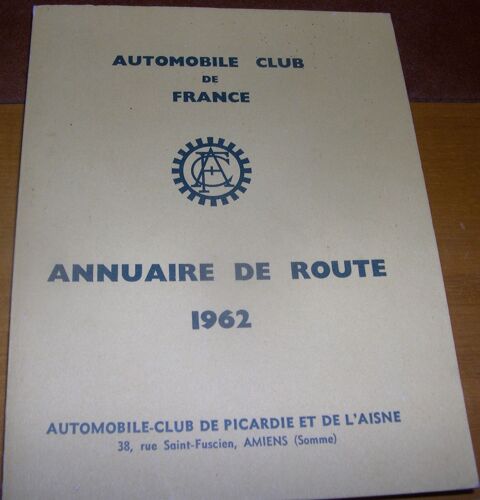 AUTOMOBILE CLUB
DE
FRANCE
ACF
ANNUAIRE DE ROUTE
1962
AUTOMOBILE-CLUB DE PICARDIE ET DE L'AISNE
38, rue Saint-Fuscien, AMIENS (Somme)